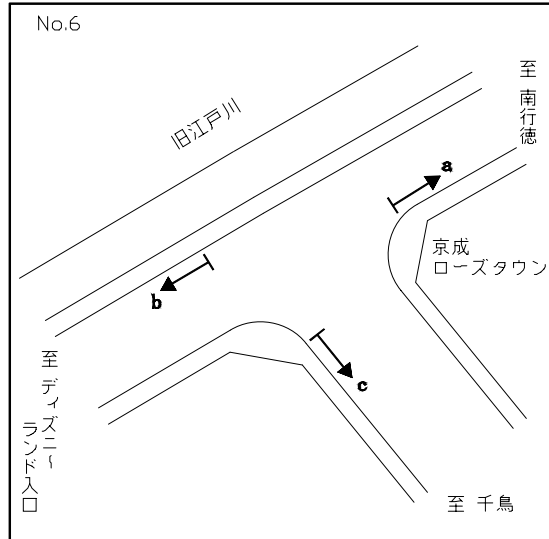 No.6
旧江戸川
至 南行徳
a
京成
ローズタウン
b
至 ディズニー
ランド入口
c
至 千鳥